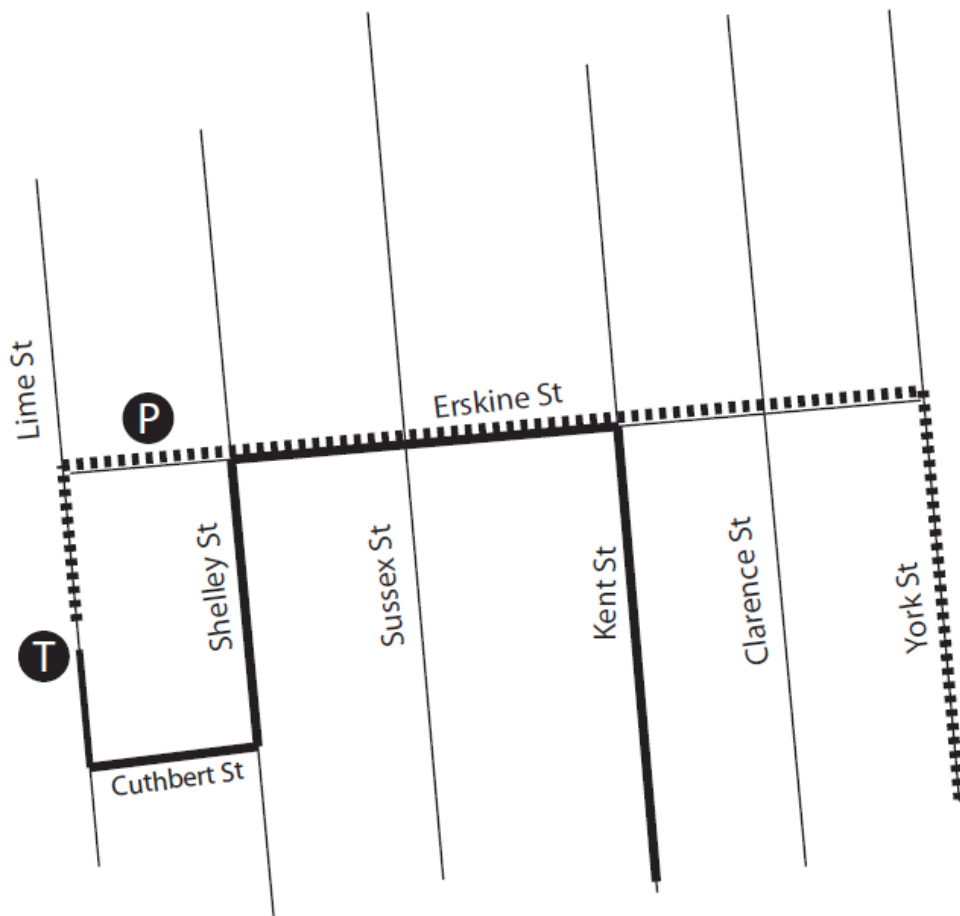 Lime St
P
Erskine St
Shelley St
Sussex St
Kent St
Clarence St
York St
T
Cuthbert St